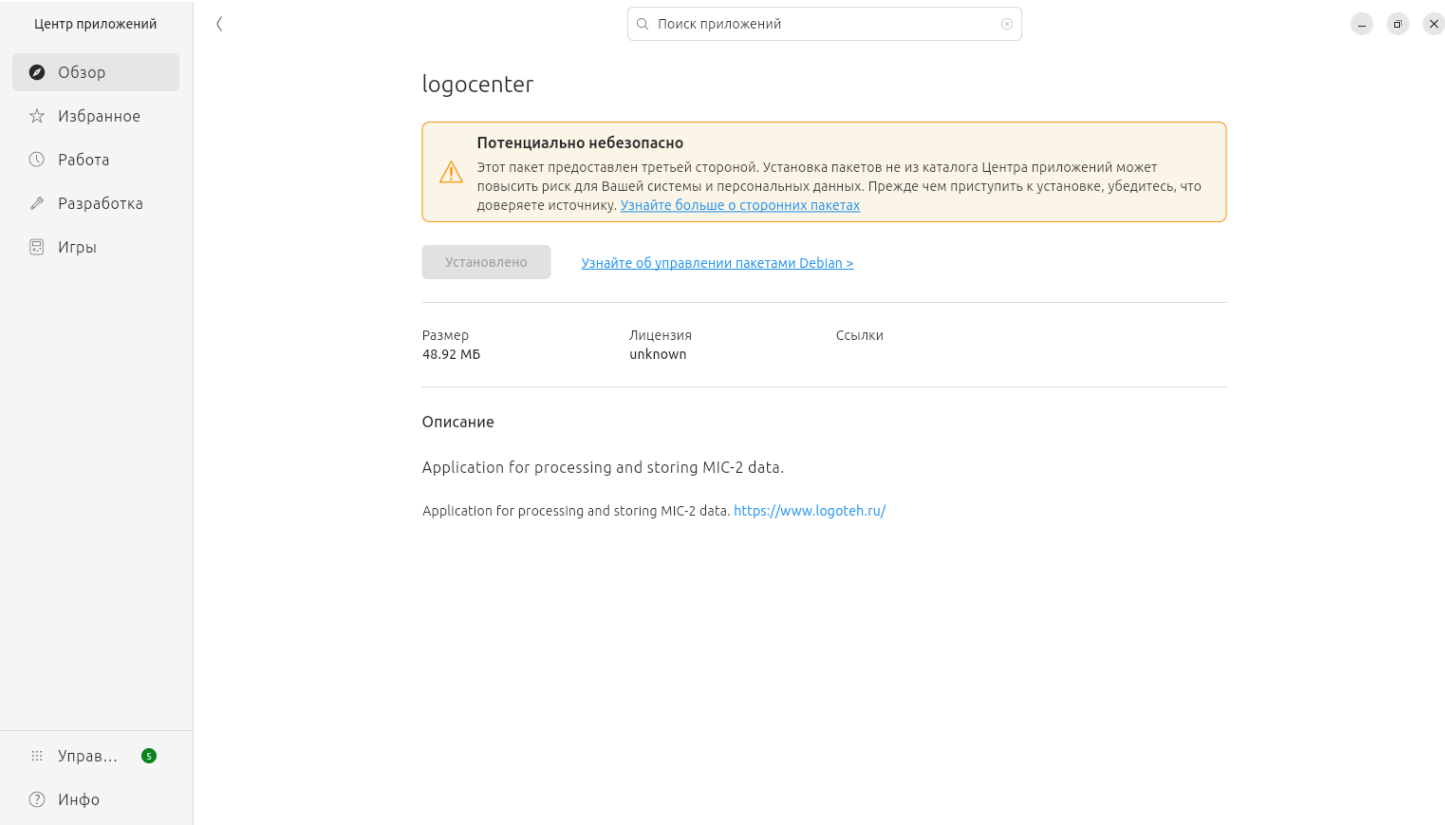 Центр приложений
Поиск приложений
Обзор
Избранное
Работа
Разработка
Игры
logocenter
Потенциально небезопасно
Этот пакет предоставлен третьей стороной. Установка пакетов не из каталога Центра приложений может
повысить риск для Вашей системы и персональных данных. Прежде чем приступить к установке, убедитесь, что
доверяете источнику. Узнайте больше о сторонних пакетах
Установлено
Узнайте об управлении пакетами Debian >
Размер
48.92 МБ
Лицензия
unknown
Ссылки
Описание
Application for processing and storing MIC-2 data.
Application for processing and storing MIC-2 data. https://www.logoteh.ru/
Управ... 5
Инфо